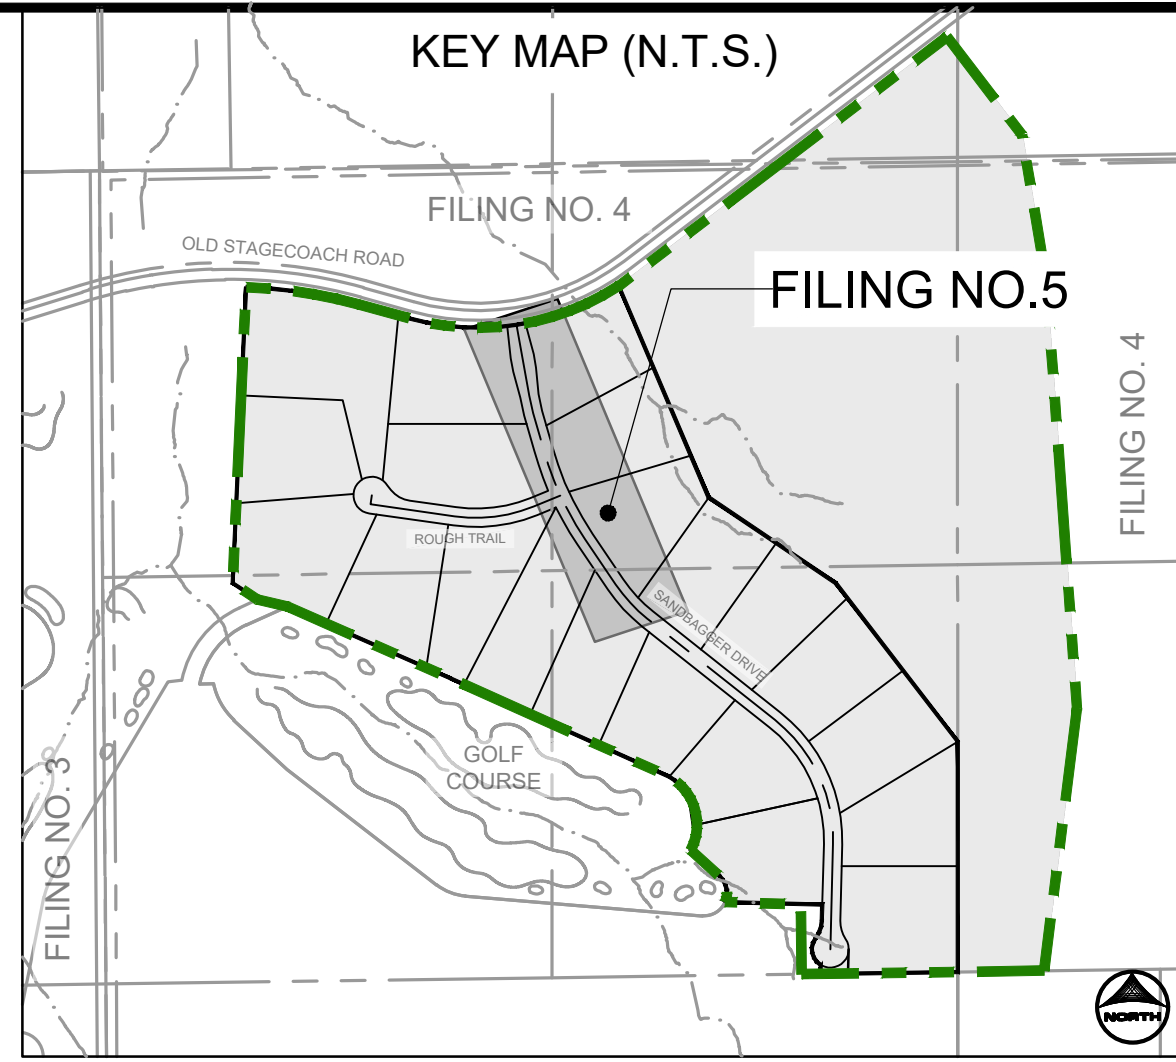 KEY MAP (N.T.S.)
FILING NO. 4
OLD STAGECOACH ROAD
FILING NO.5
FILING NO. 4
ROUGH TRAIL
SANDBAGGER DRIVE
GOLF
COURSE
FILING NO. 3
NORTH